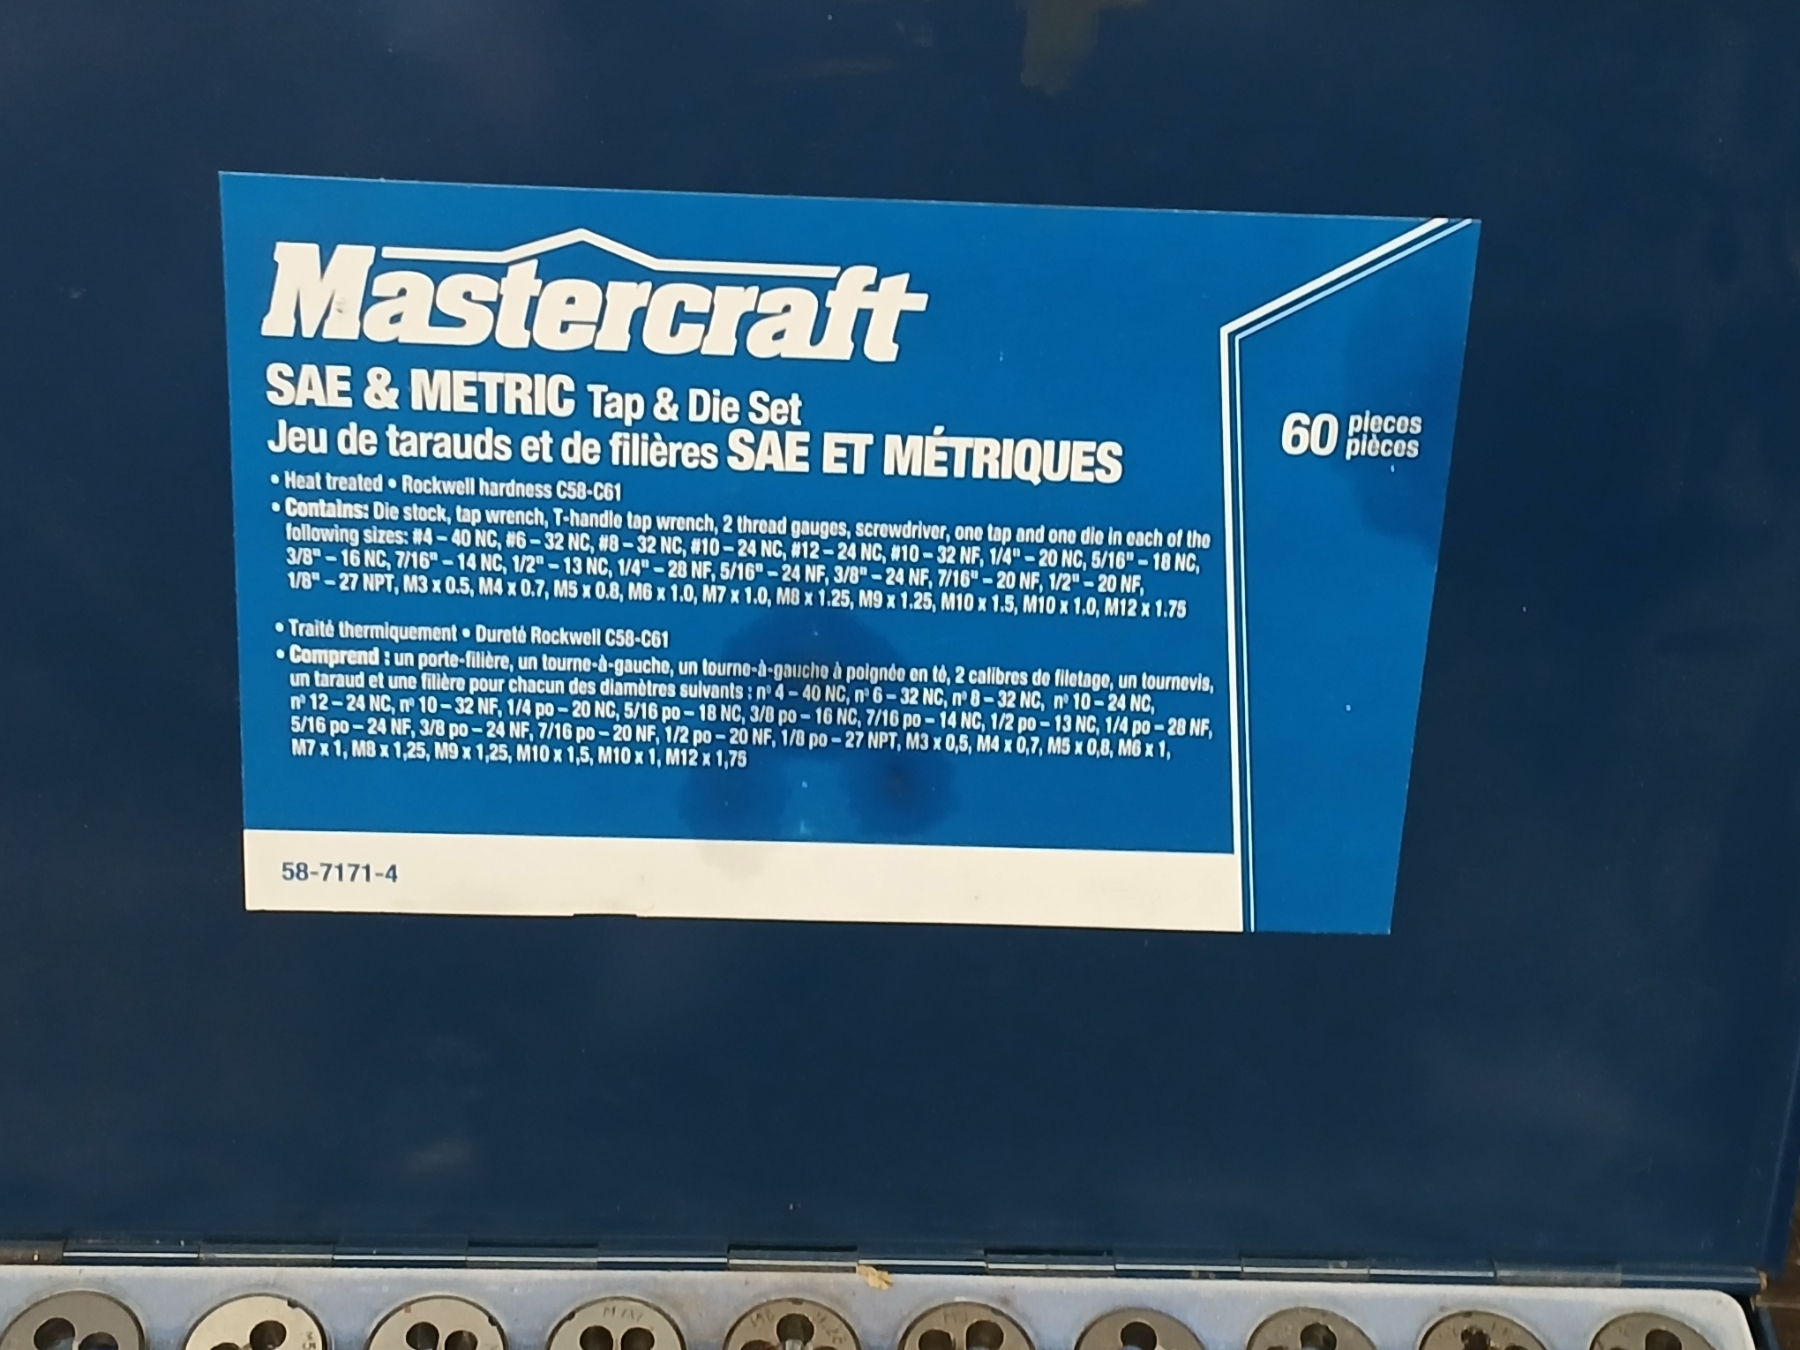 Mastercraft
SAE & METRIC Tap & Die Set
Jeu de tarauds et de filières SAE ET MÉTRIQUES
60 pieces
pièces
• Heat treated • Rockwell hardness C58-C61
• Contains: Die stock, tap wrench, T-handle tap wrench, 2 thread gauges, screwdriver, one tap and one die in each of the
following sizes: #4 – 40 NC, #6 – 32 NC, #8 – 32 NC, #10 – 24 NC, #12 – 24 NC, #10 – 32 NF, 1/4" – 20 NC, 5/16" – 18 NC,
3/8" – 16 NC, 7/16" – 14 NC, 1/2" – 13 NC, 1/4" – 28 NF, 5/16" – 24 NF, 3/8" – 24 NF, 7/16" – 20 NF, 1/2" – 20 NF,
1/8" – 27 NPT, M3 x 0.5, M4 x 0.7, M5 x 0.8, M6 x 1.0, M7 x 1.0, M8 x 1.25, M9 x 1.25, M10 x 1.5, M10 x 1.0, M12 x 1.75
• Traité thermiquement • Dureté Rockwell C58-C61
• Comprend : un porte-filière, un tourne-à-gauche, un tourne-à-gauche à poignée en té, 2 calibres de filetage, un tournevis,
un taraud et une filière pour chacun des diamètres suivants : nº 4 – 40 NC, nº 6 – 32 NC, nº 8 – 32 NC, nº 10 – 24 NC,
nº 12 – 24 NC, nº 10 – 32 NF, 1/4 po – 20 NC, 5/16 po – 18 NC, 3/8 po – 16 NC, 7/16 po – 14 NC, 1/2 po – 13 NC, 1/4 po – 28 NF,
5/16 po – 24 NF, 3/8 po – 24 NF, 7/16 po – 20 NF, 1/2 po – 20 NF, 1/8 po – 27 NPT, M3 x 0,5, M4 x 0,7, M5 x 0,8, M6 x 1,
M7 x 1, M8 x 1,25, M9 x 1,25, M10 x 1,5, M10 x 1, M12 x 1,75
58-7171-4